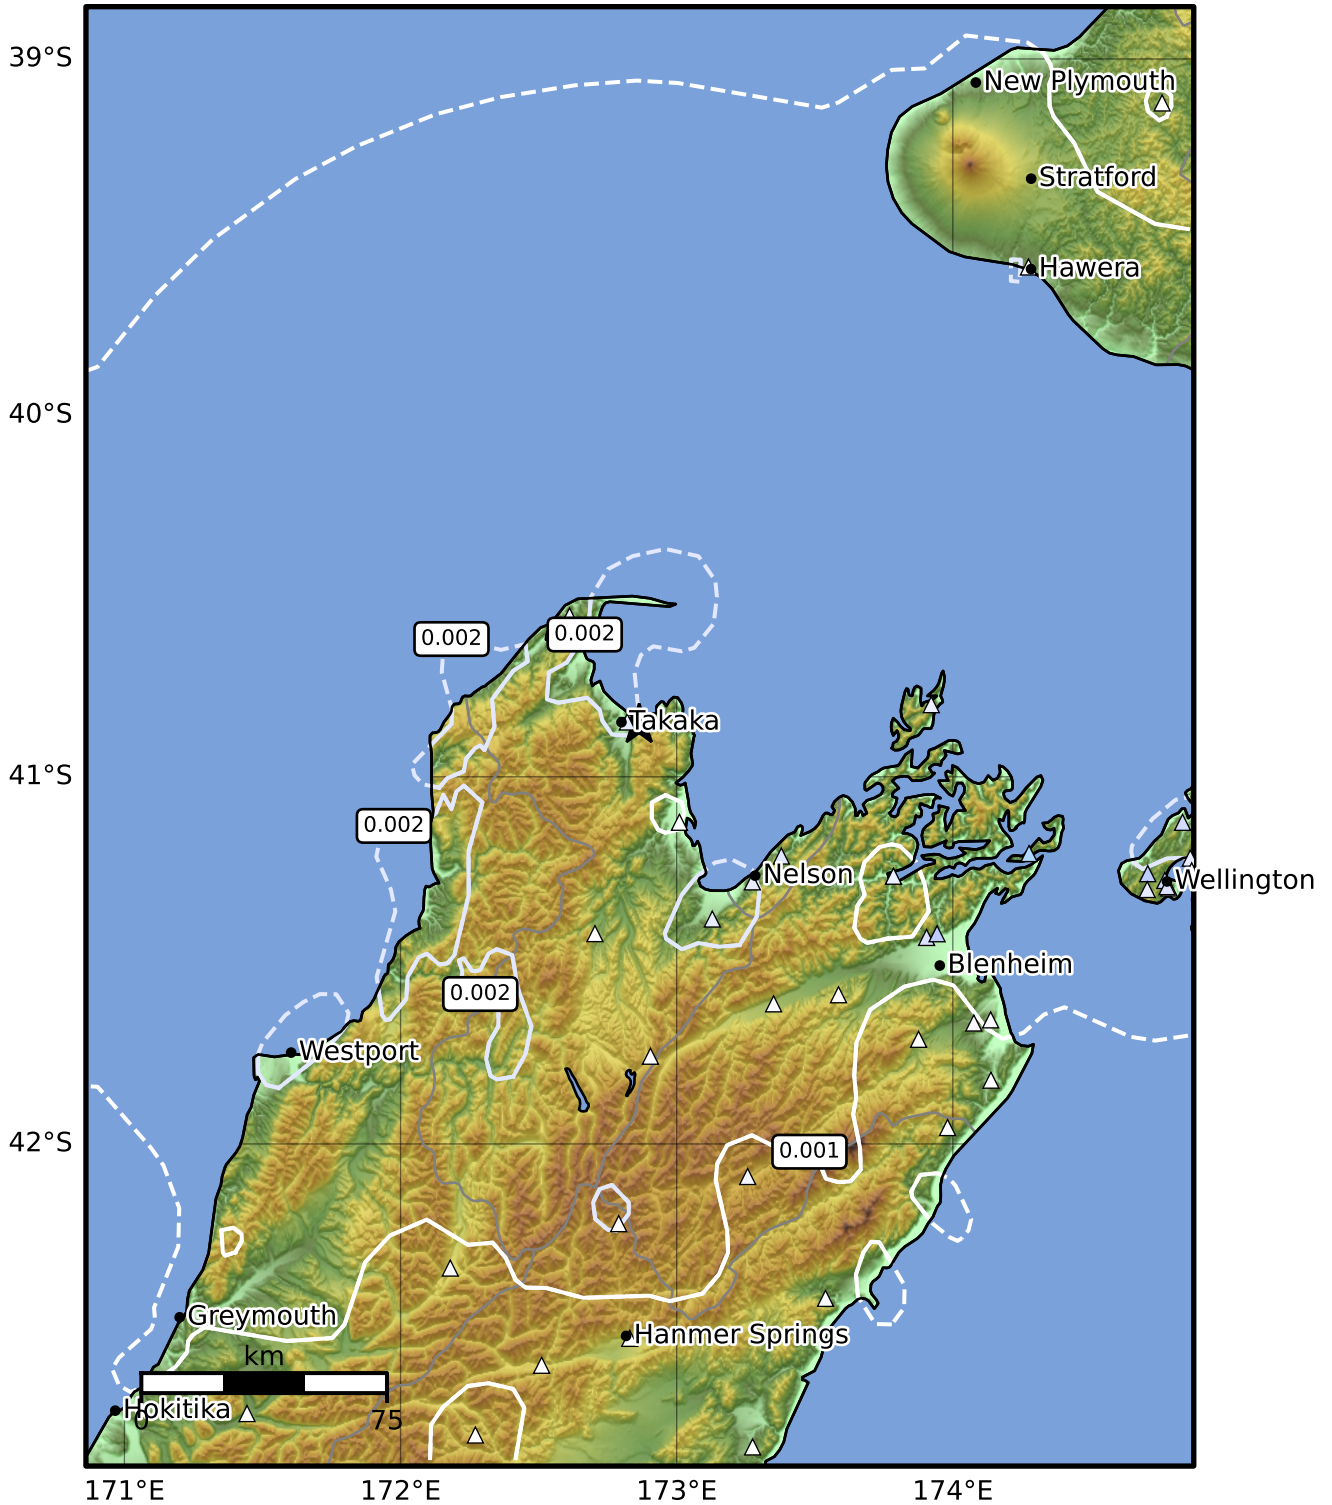 39°S
New Plymouth
Stratford
Hawera
40°S
0.002
0.002
Takaka
41°S
0.002
Nelson
Wellington
Blenheim
0.002
Westport
42°S
0.001
Greymouth
Hanmer Springs
km
Hokitika
0
75
171°E
172°E
173°E
174°E